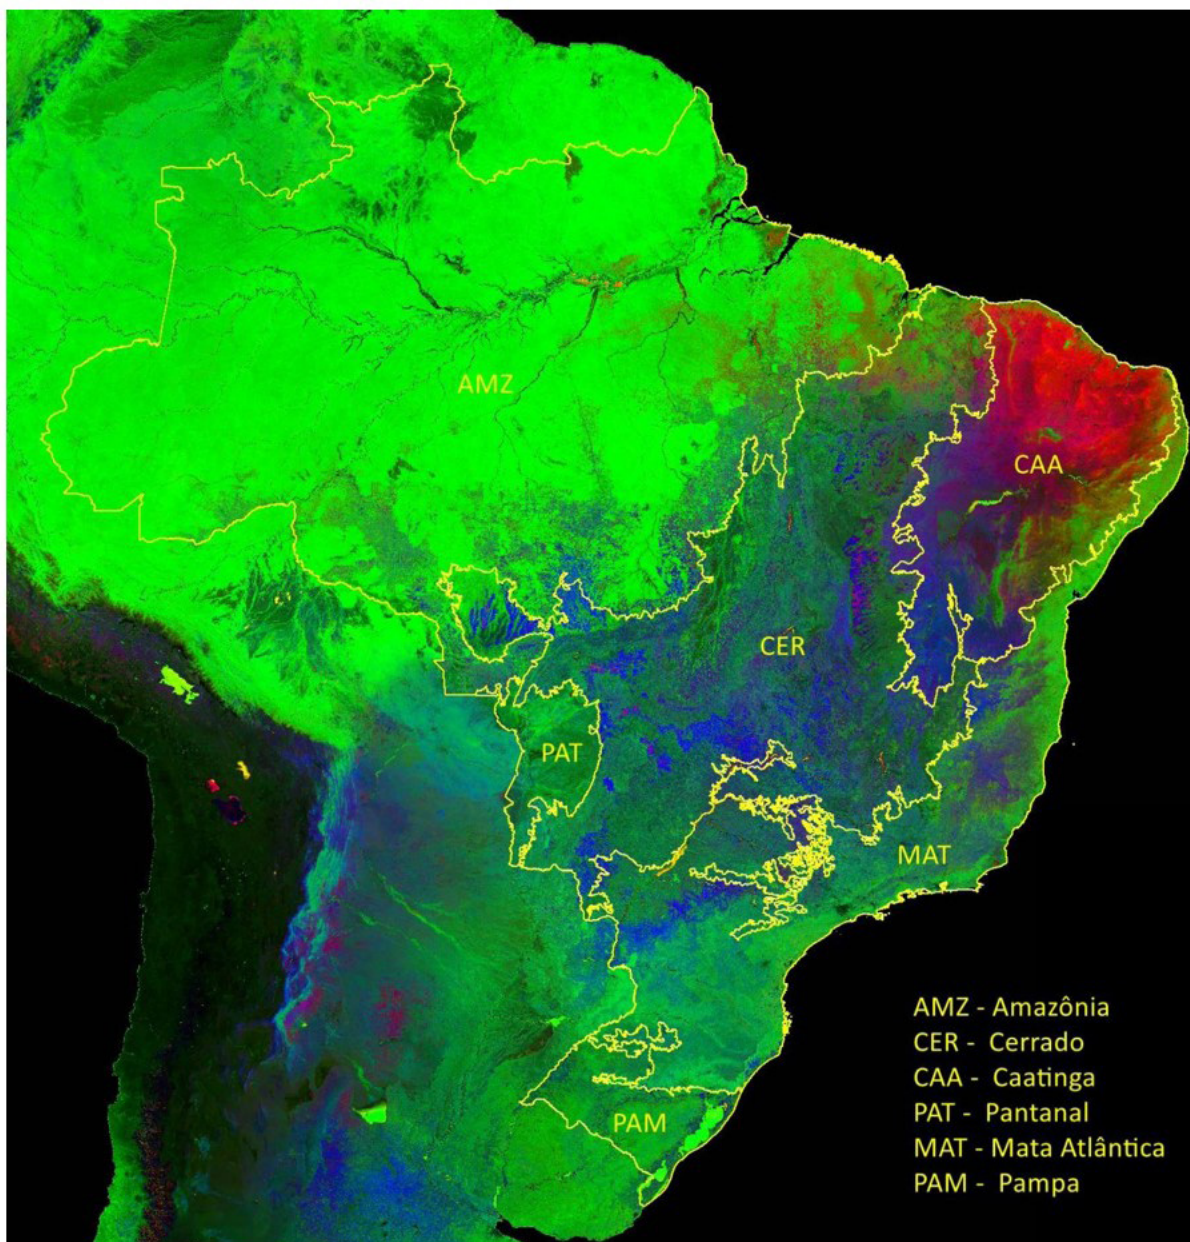 AMZ
CAA
CER
PAT
MAT
PAM
AMZ - Amazônia
CER - Cerrado
CAA - Caatinga
PAT - Pantanal
MAT - Mata Atlântica
PAM - Pampa